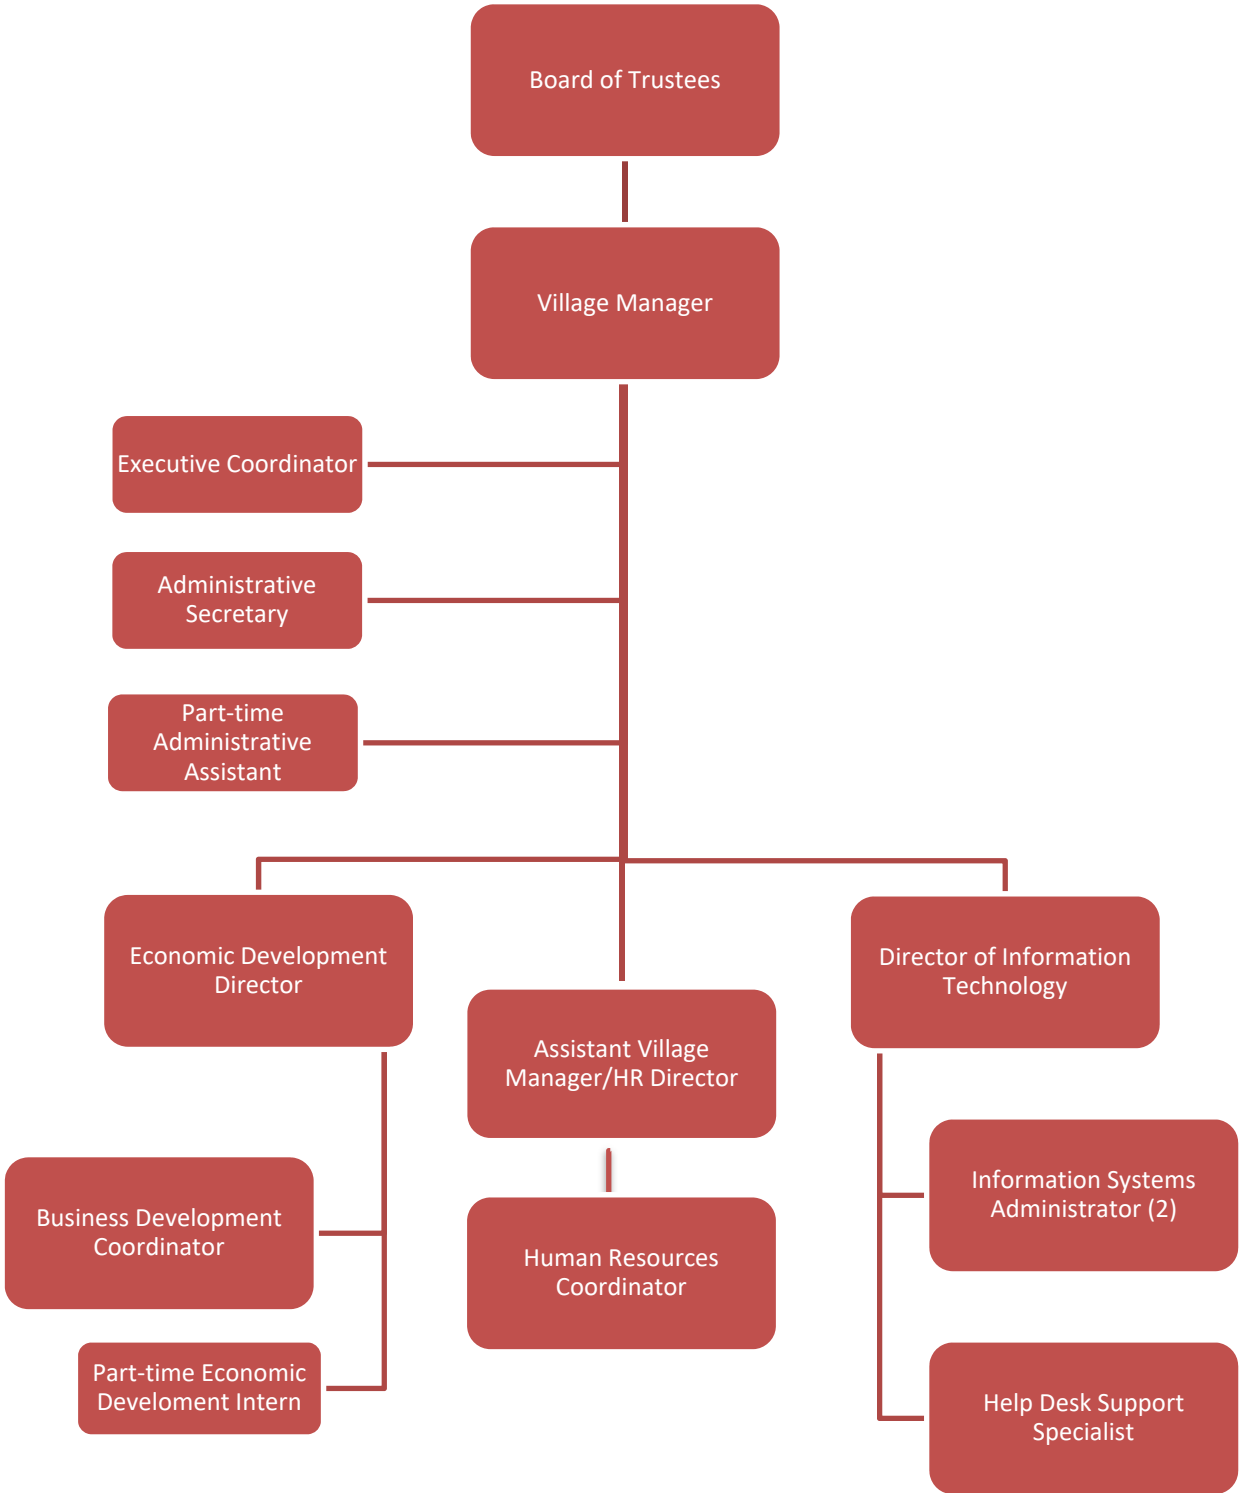 Board of Trustees
Village Manager
Executive Coordinator
Administrative
Secretary
Part-time
Administrative
Assistant
Economic Development
Director
Director of Information
Technology
Assistant Village
Manager/HR Director
Business Development
Coordinator
Human Resources
Coordinator
Information Systems
Administrator (2)
Part-time Economic
Develoment Intern
Help Desk Support
Specialist